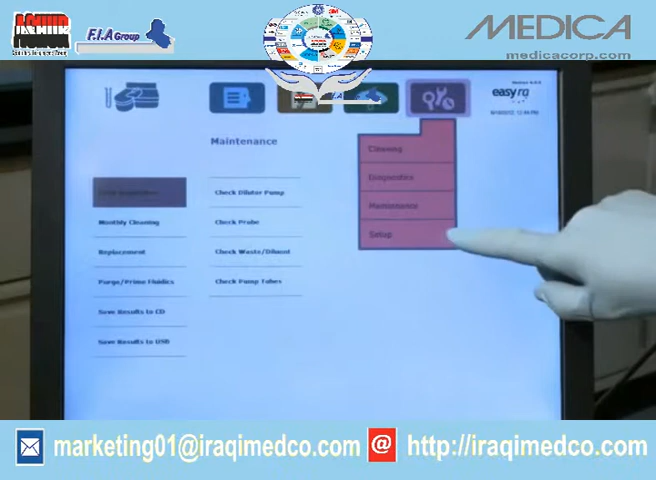 F.I.A Group
MEDICA
medicacorp.com
easy ra
Maintenance
Cleaning
Diagnostics
Maintenance
Setup
Check Dilutor Pump
Monthly Cleaning
Check Probe
Replacement
Check Waste/Diluent
Purge/Prime Fluidics
Check Pump Tubes
Save Results to CD
Save Results to USB
marketing01@iraqimedco.com
@
http://iraqimedco.com